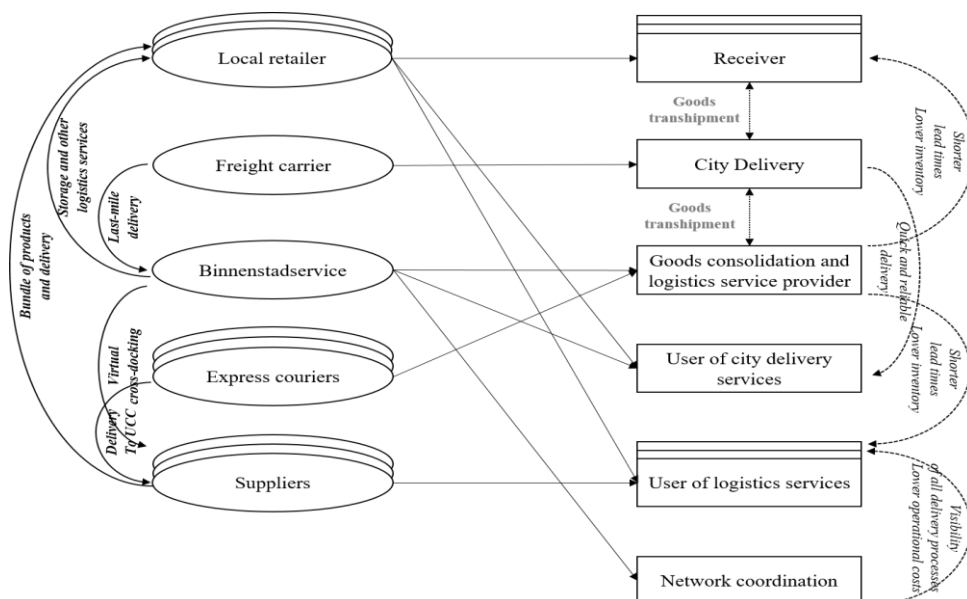 Local retailer
Receiver
Goods
transhipment
Freight carrier
City Delivery
Goods
transhipment
Binnenstadservice
Goods consolidation and
logistics service provider
Express couriers
User of city delivery
services
Suppliers
User of logistics services
Network coordination
Bundle of products
and delivery
Storage and other
logistics services
Last-mile
delivery
Virtual
cross-docking
Delivery
To UCC
Shorter
lead times
Lower inventory
Quick and reliable
delivery
Shorter
lead times
Lower inventory
Visibility
of all delivery processes
Lower operational costs